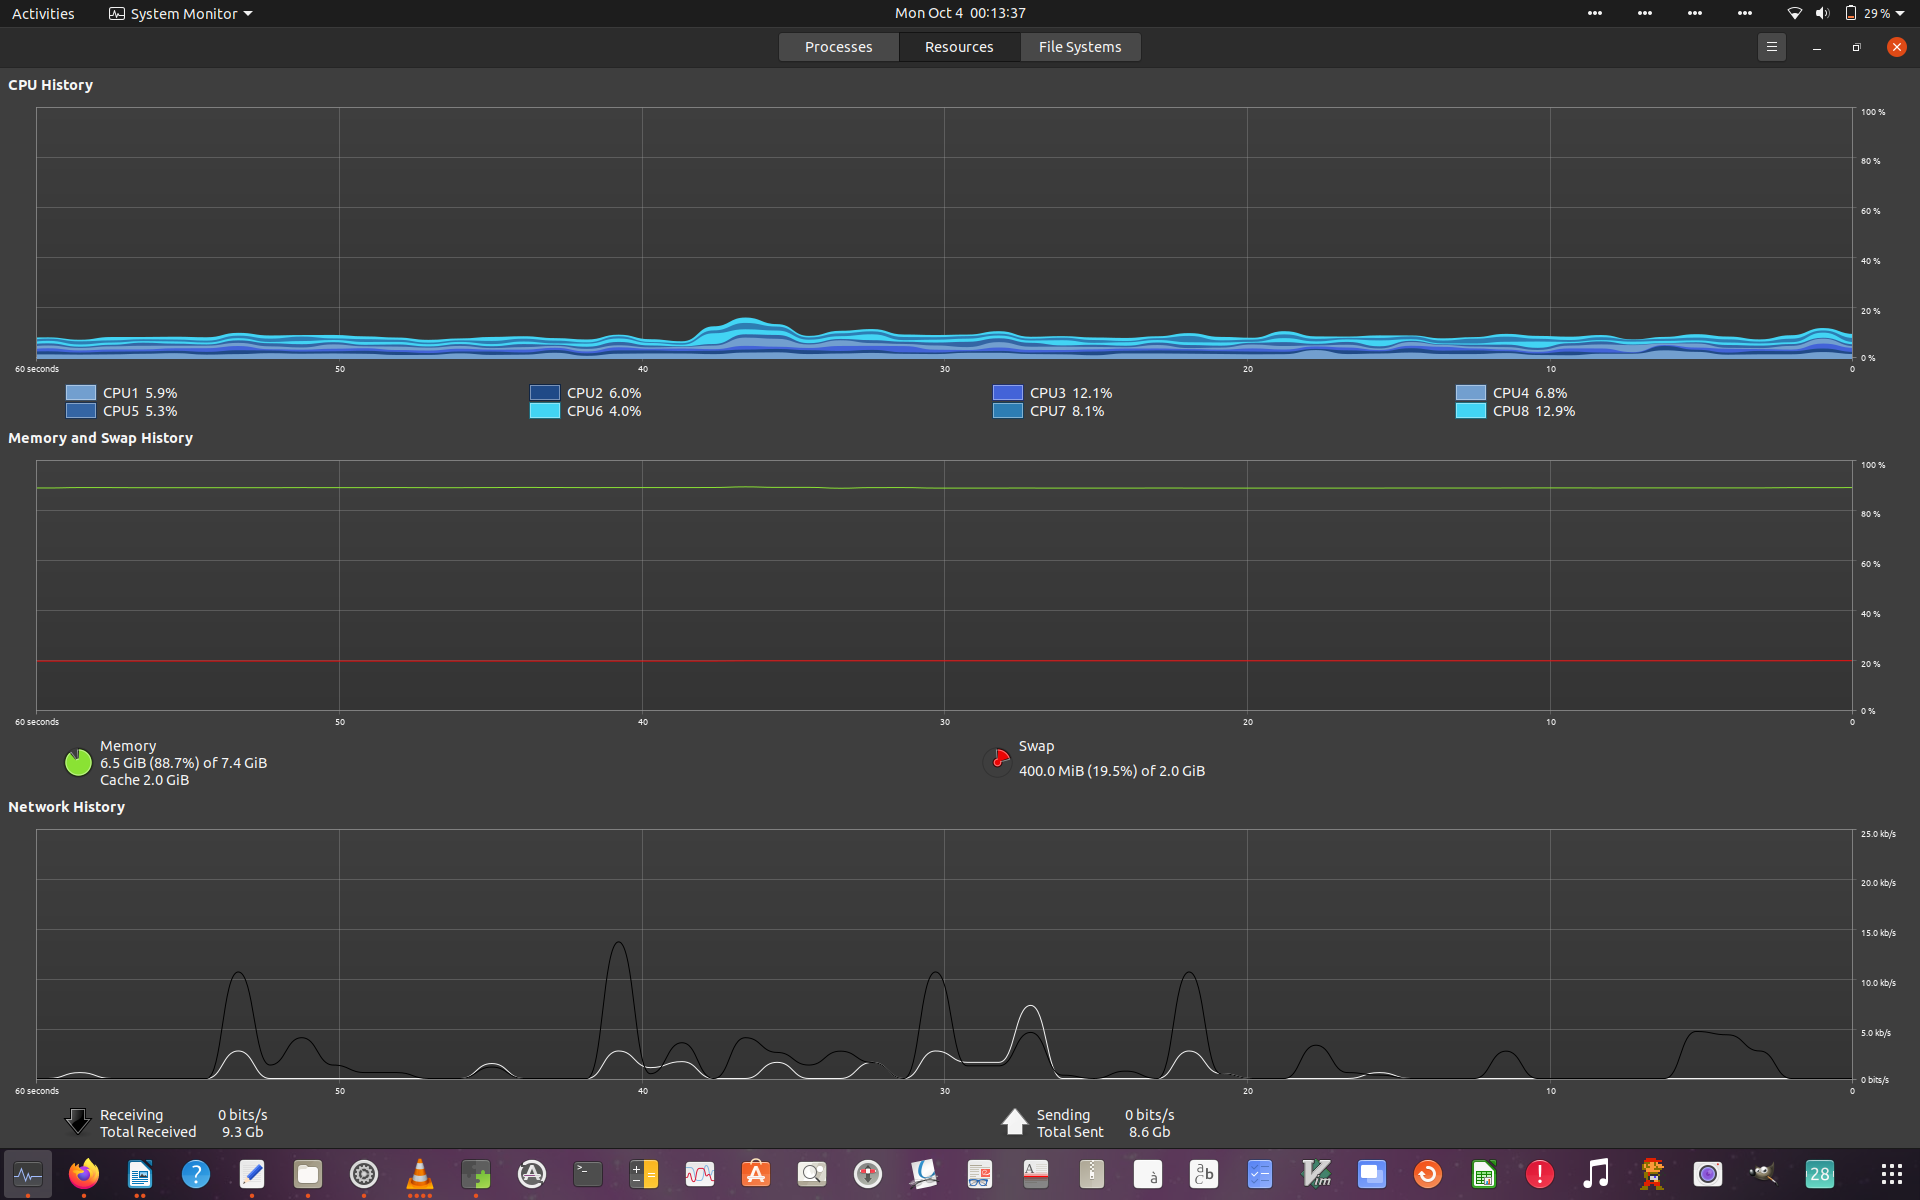 Activities System Monitor Mon Oct 4 00:13:37 29 %
Processes Resources File Systems
CPU History
100 %
80 %
60 %
40 %
20 %
0 %
60 seconds 50 40 30 20 10 0
CPU1 5.9% CPU2 6.0% CPU3 12.1% CPU4 6.8%
CPU5 5.3% CPU6 4.0% CPU7 8.1% CPU8 12.9%
Memory and Swap History
100 %
80 %
60 %
40 %
20 %
0 %
60 seconds 50 40 30 20 10 0
Memory Swap
6.5 GiB (88.7%) of 7.4 GiB 400.0 MiB (19.5%) of 2.0 GiB
Cache 2.0 GiB
Network History
25.0 kb/s
20.0 kb/s
15.0 kb/s
10.0 kb/s
5.0 kb/s
0 bits/s
60 seconds 50 40 30 20 10 0
Receiving 0 bits/s Sending 0 bits/s
Total Received 9.3 Gb Total Sent 8.6 Gb
28